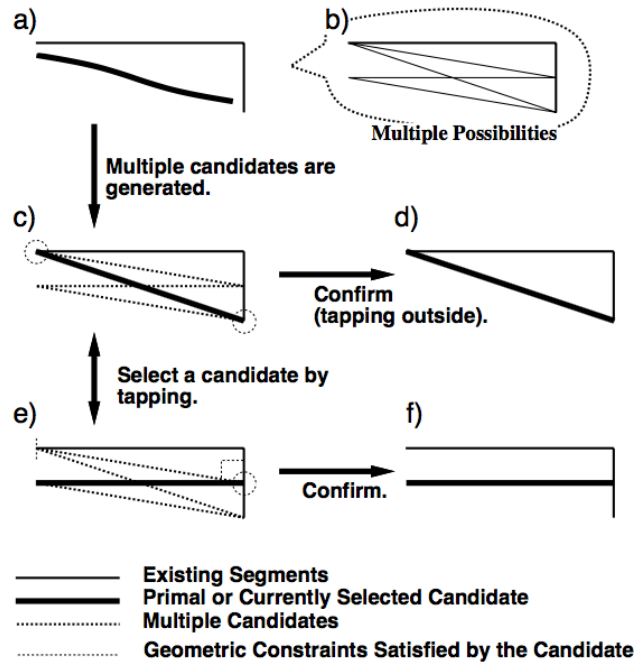 a)
b)
Multiple Possibilities
Multiple candidates are
generated.
c)
d)
Confirm
(tapping outside).
Select a candidate by
tapping.
e)
f)
Confirm.
Existing Segments
Primal or Currently Selected Candidate
Multiple Candidates
Geometric Constraints Satisfied by the Candidate